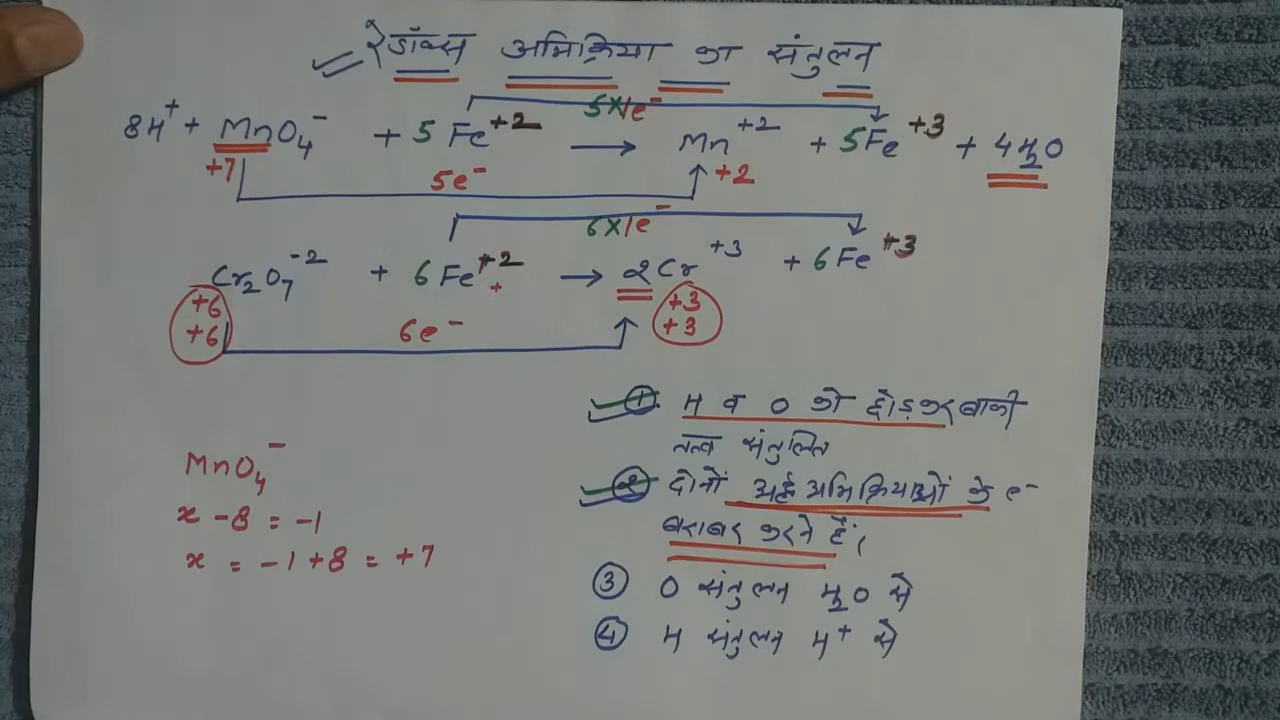 रेडॉक्स अभिक्रिया का संतुलन
5×1e⁻
8H⁺ + MnO₄⁻ + 5Fe⁺² → Mn⁺² + 5Fe⁺³ + 4H₂O
+7 5e⁻ +2
6×1e⁻
Cr₂O₇⁻² + 6Fe⁺² → 2Cr⁺³ + 6Fe⁺³
+6 +3
+6 6e⁻ +3
① H व O को छोड़कर बाकी
तत्व संतुलित
② दोनों अर्द्ध अभिक्रियाओं के e⁻
बराबर करते हैं।
③ O संतुलन H₂O से
④ H संतुलन H⁺ से
MnO₄⁻
x - 8 = -1
x = -1 + 8 = +7